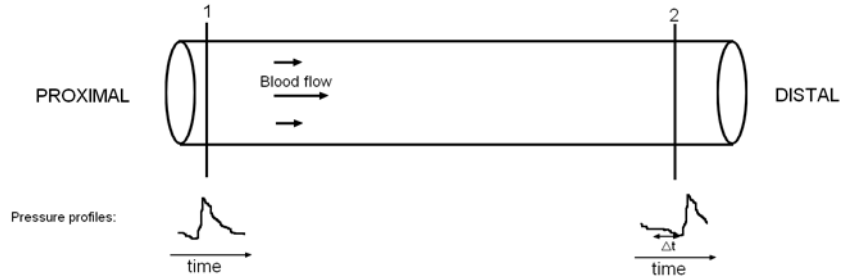 1
2
Blood flow
PROXIMAL
DISTAL
Pressure profiles:
Δt
time
time